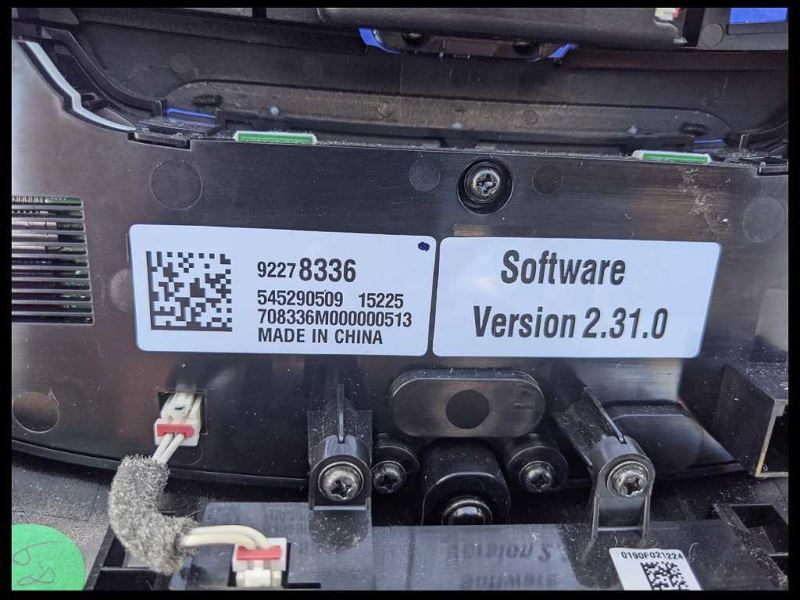 92278336
545290509 15225
708336M000000513
MADE IN CHINA
Software
Version 2.31.0
0190F021224